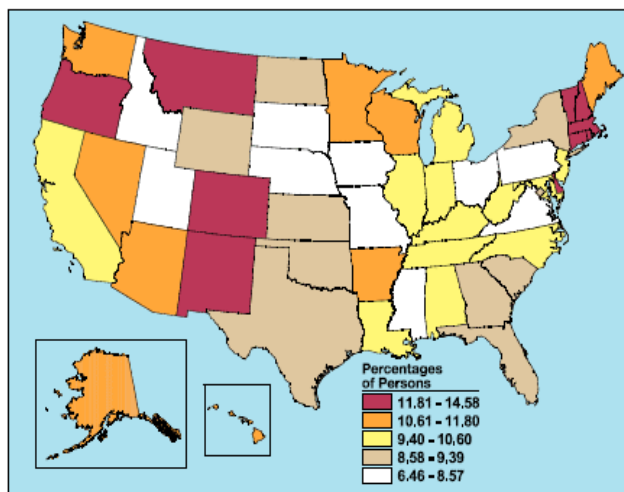 Percentages
of Persons
11.81 – 14.58
10,61 – 11,80
9,40 – 10,60
8,58 – 9,39
6.46 – 8.57